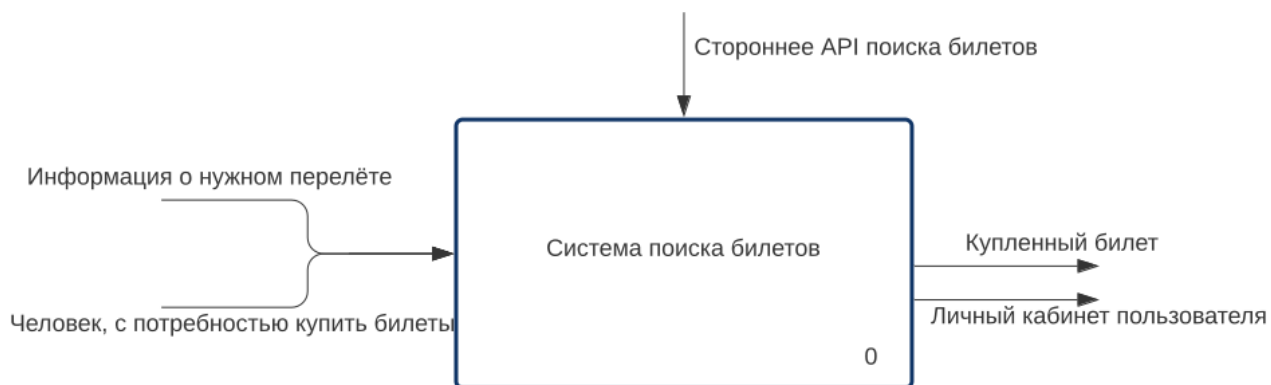 Стороннее API поиска билетов
Информация о нужном перелёте
Система поиска билетов
Купленный билет
Человек, с потребностью купить билеты
Личный кабинет пользователя
0